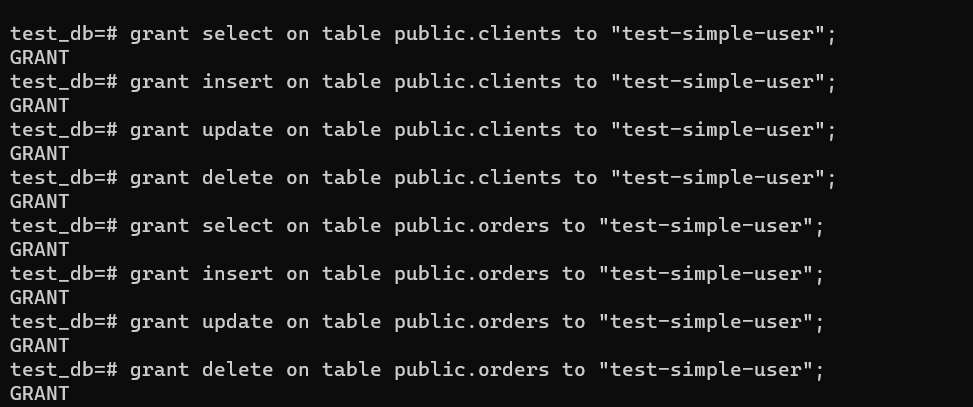 test_db=# grant select on table public.clients to "test-simple-user";
GRANT
test_db=# grant insert on table public.clients to "test-simple-user";
GRANT
test_db=# grant update on table public.clients to "test-simple-user";
GRANT
test_db=# grant delete on table public.clients to "test-simple-user";
GRANT
test_db=# grant select on table public.orders to "test-simple-user";
GRANT
test_db=# grant insert on table public.orders to "test-simple-user";
GRANT
test_db=# grant update on table public.orders to "test-simple-user";
GRANT
test_db=# grant delete on table public.orders to "test-simple-user";
GRANT